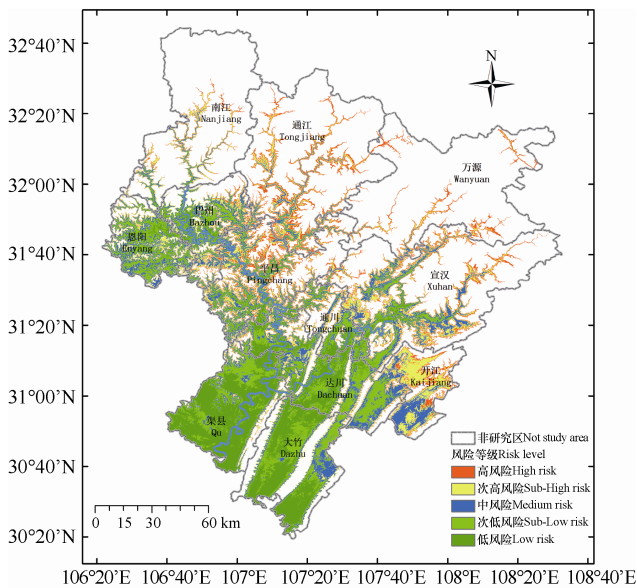 32°40′N
32°20′N
32°00′N
31°40′N
31°20′N
31°00′N
30°40′N
30°20′N
N
南江
Nanjiang
通江
Tongjiang
万源
Wanyuan
巴州
Bazhou
恩阳
Enyang
平昌
Pingchang
宣汉
Xuhan
通川
Tongchuan
开江
Kaijiang
达川
Dachuan
渠县
Qu
大竹
Dazhu
非研究区Not study area
风险等级Risk level
高风险High risk
次高风险Sub-High risk
中风险Medium risk
次低风险Sub-Low risk
低风险Low risk
0 30 60 km
106°20′E 106°40′E 107°E 107°20′E 107°40′E 108°E 108°20′E 108°40′E